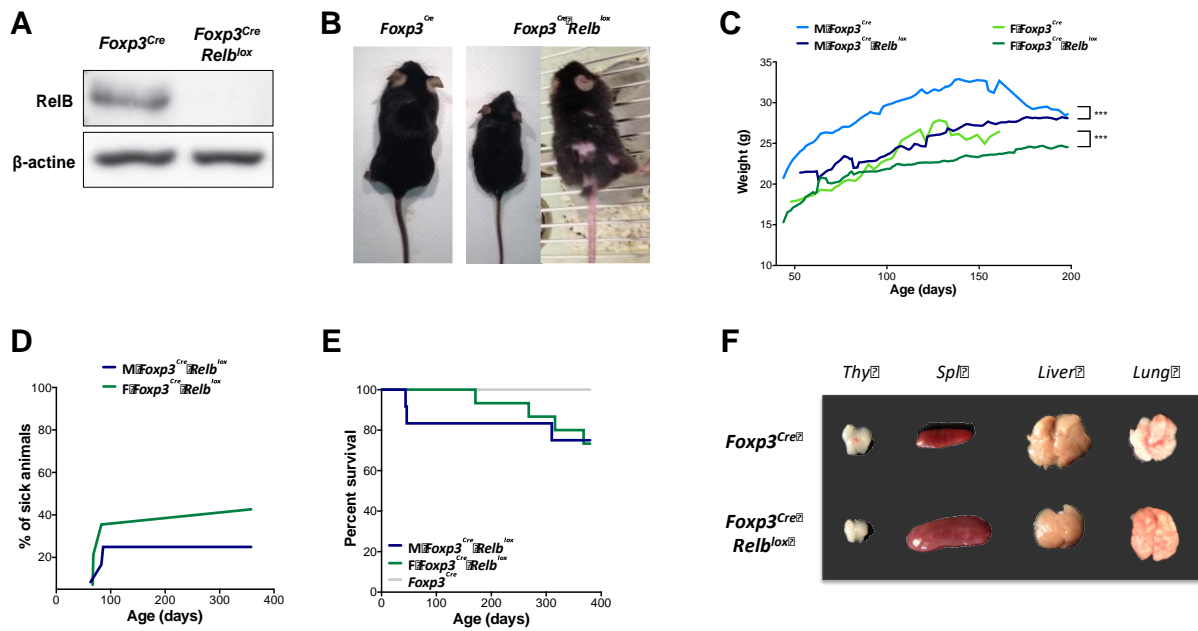 A
Foxp3Cre
Foxp3Cre
Relblox
RelB
β-actine
B
Foxp3Cre
Foxp3Cre Relblox
C
M Foxp3Cre
F Foxp3Cre
M Foxp3Cre Relblox
F Foxp3Cre Relblox
35
30
25
20
15
10
Weight (g)
50
100
150
200
Age (days)
***
***
D
M Foxp3Cre Relblox
F Foxp3Cre Relblox
100
80
60
40
20
% of sick animals
0
100
200
300
400
Age (days)
E
100
80
60
40
20
0
Percent survival
M Foxp3Cre Relblox
F Foxp3Cre Relblox
Foxp3Cre
0
100
200
300
400
Age (days)
F
Thy
Spl
Liver
Lung
Foxp3Cre
Foxp3Cre
Relblox